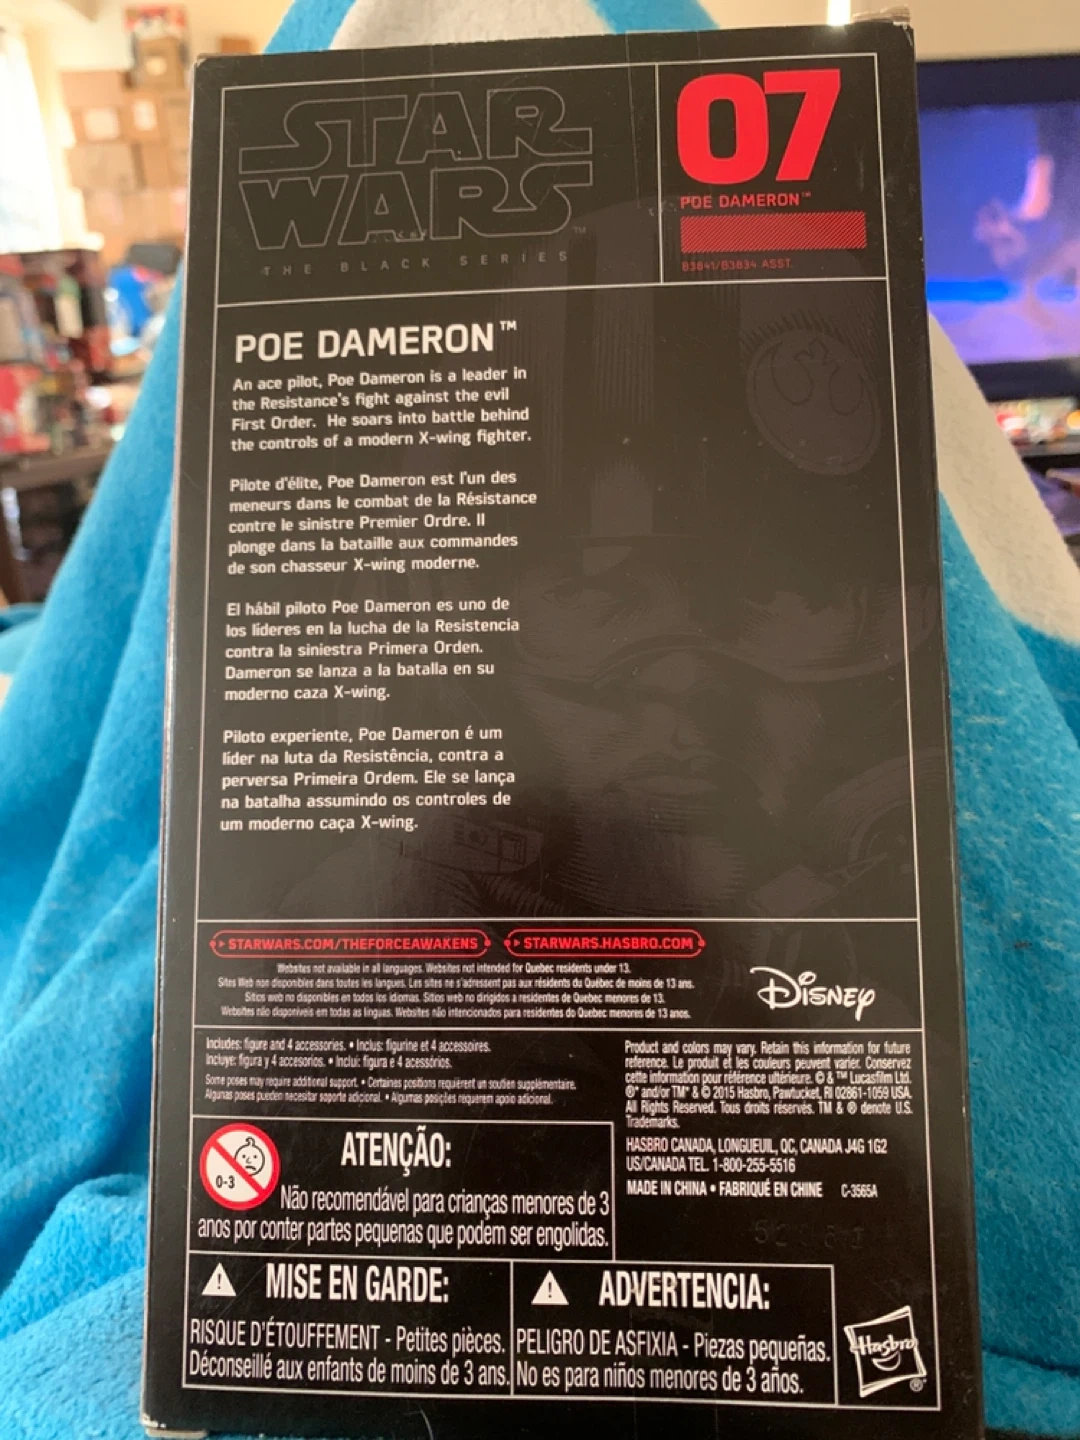 STAR
WARS
™
THE BLACK SERIES
07
POE DAMERON™
B3841/B3834 ASST.
POE DAMERON™
An ace pilot, Poe Dameron is a leader in
the Resistance's fight against the evil
First Order. He soars into battle behind
the controls of a modern X-wing fighter.
Pilote d'élite, Poe Dameron est l'un des
meneurs dans le combat de la Résistance
contre le sinistre Premier Ordre. Il
plonge dans la bataille aux commandes
de son chasseur X-wing moderne.
El hábil piloto Poe Dameron es uno de
los líderes en la lucha de la Resistencia
contra la siniestra Primera Orden.
Dameron se lanza a la batalla en su
moderno caza X-wing.
Piloto experiente, Poe Dameron é um
líder na luta da Resistência, contra a
perversa Primeira Ordem. Ele se lança
na batalha assumindo os controles de
um moderno caça X-wing.
STARWARS.COM/THEFORCEAWAKENS
STARWARS.HASBRO.COM
Websites not available in all languages. Websites not intended for Quebec residents under 13.
Sites Web non disponibles dans toutes les langues. Les sites ne s'adressent pas aux résidents du Québec de moins de 13 ans.
Sitios web no disponibles en todos los idiomas. Sitios web no dirigidos a residentes de Quebec menores de 13.
Websites não disponíveis em todas as línguas. Websites não intencionados para residentes do Quebec menores de 13 anos.
Disney
Includes: figure and 4 accessories. • Inclus: figurine et 4 accessoires.
Incluye: figura y 4 accesorios. • Inclui: figura e 4 acessórios.
Some poses may require additional support. • Certaines positions requièrent un soutien supplémentaire.
Algunas poses pueden necesitar soporte adicional. • Algumas posições requerem apoio adicional.
Product and colors may vary. Retain this information for future
reference. Le produit et les couleurs peuvent varier. Conservez
cette information pour référence ultérieure. © & ™ Lucasfilm Ltd.
®* and/or TM* & © 2015 Hasbro, Pawtucket, RI 02861-1059 USA.
All Rights Reserved. Tous droits réservés. TM & ® denote U.S.
Trademarks.
HASBRO CANADA, LONGUEUIL, QC, CANADA J4G 1G2
US/CANADA TEL. 1-800-255-5516
MADE IN CHINA • FABRIQUÉ EN CHINE C-3565A
0-3
ATENÇÃO:
Não recomendável para crianças menores de 3
anos por conter partes pequenas que podem ser engolidas.
MISE EN GARDE:
RISQUE D'ÉTOUFFEMENT - Petites pièces.
Déconseillé aux enfants de moins de 3 ans.
ADVERTENCIA:
PELIGRO DE ASFIXIA - Piezas pequeñas.
No es para niños menores de 3 años.
Hasbro
®*